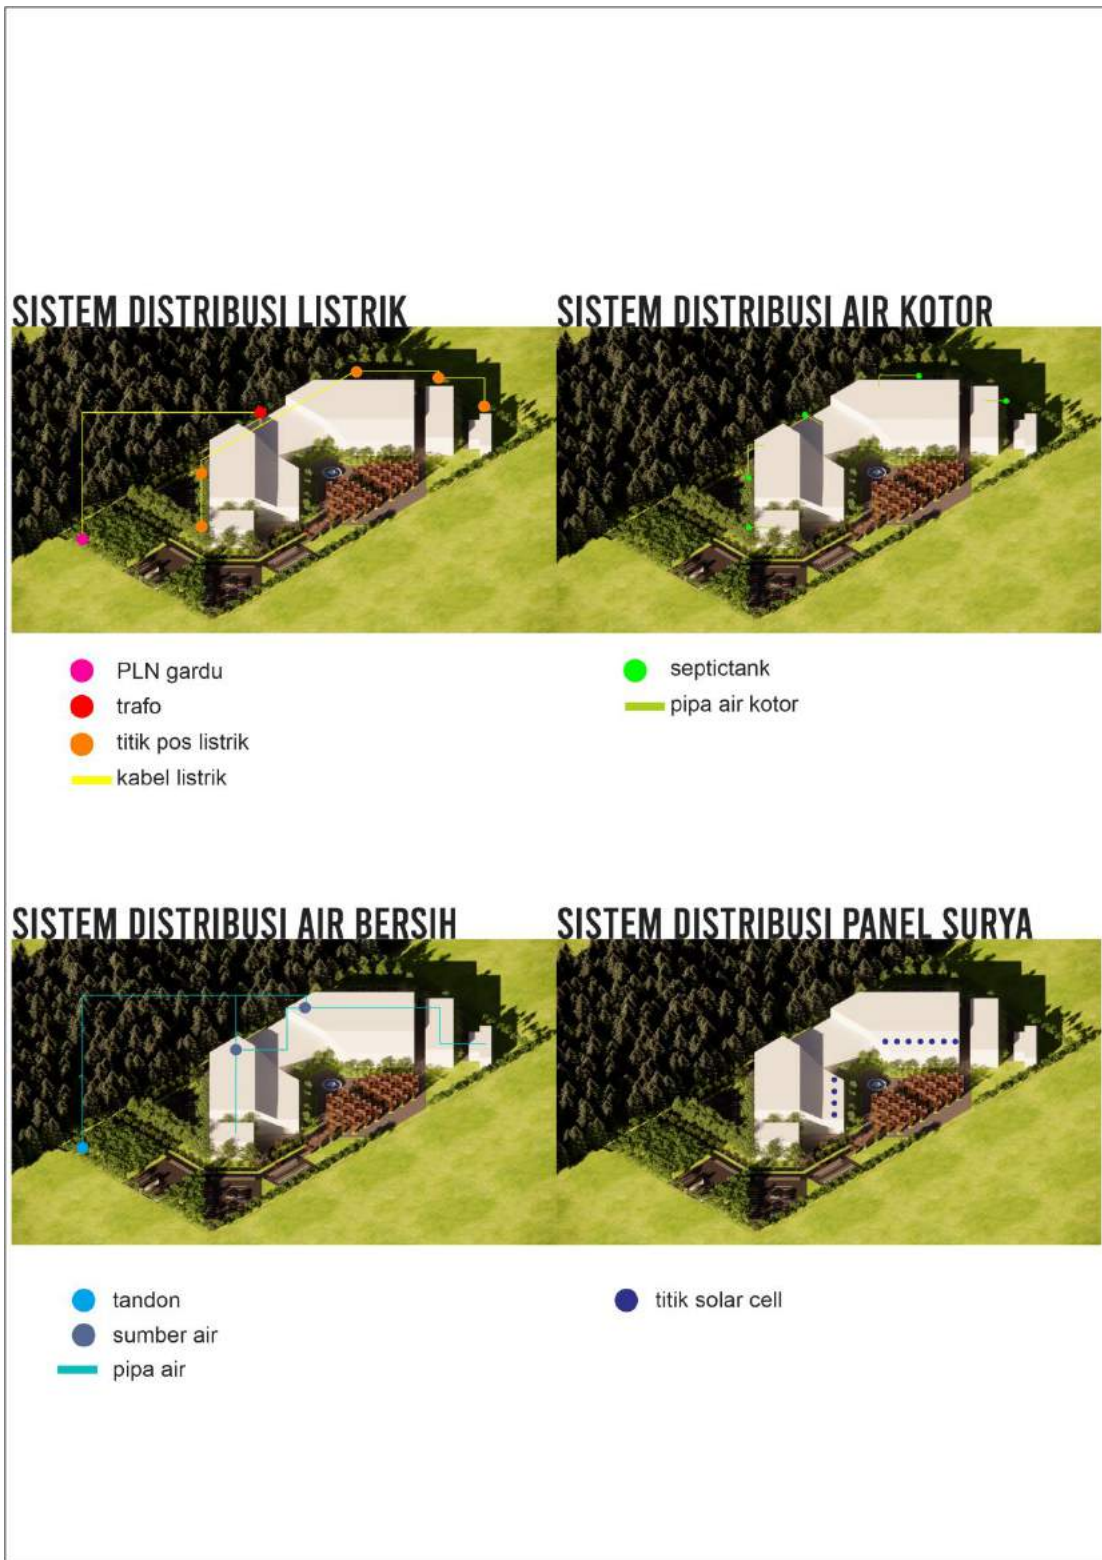 SISTEM DISTRIBUSI LISTRIK
SISTEM DISTRIBUSI AIR KOTOR
PLN gardu
trafo
titik pos listrik
kabel listrik
septictank
pipa air kotor
SISTEM DISTRIBUSI AIR BERSIH
SISTEM DISTRIBUSI PANEL SURYA
tandon
sumber air
pipa air
titik solar cell